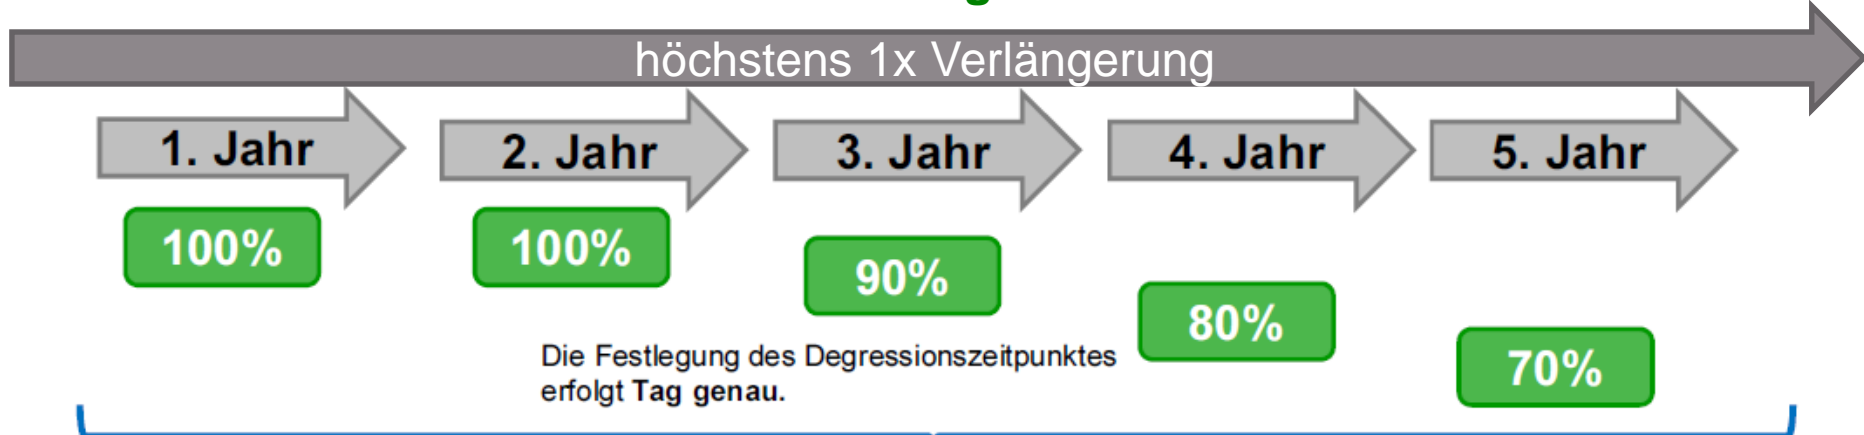 höchstens 1x Verlängerung
1. Jahr 2. Jahr 3. Jahr 4. Jahr 5. Jahr
100% 100%
90%
80%
70%
Die Festlegung des Degressionszeitpunktes
erfolgt Tag genau.